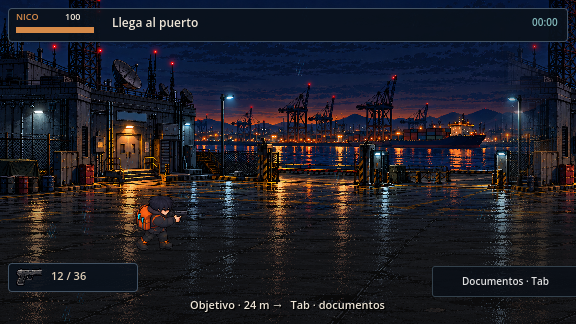 NICO 100
Llega al puerto
00:00
12 / 36
Documentos · Tab
Objetivo · 24 m → Tab · documentos